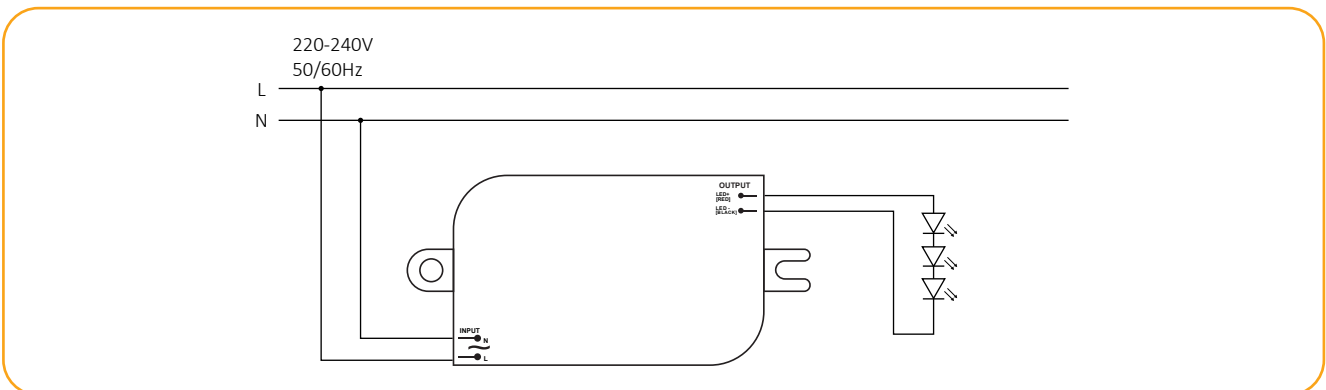 220-240V
50/60Hz
L
N
OUTPUT
LED+
[RED]
LED -
[BLACK]
INPUT
N
L